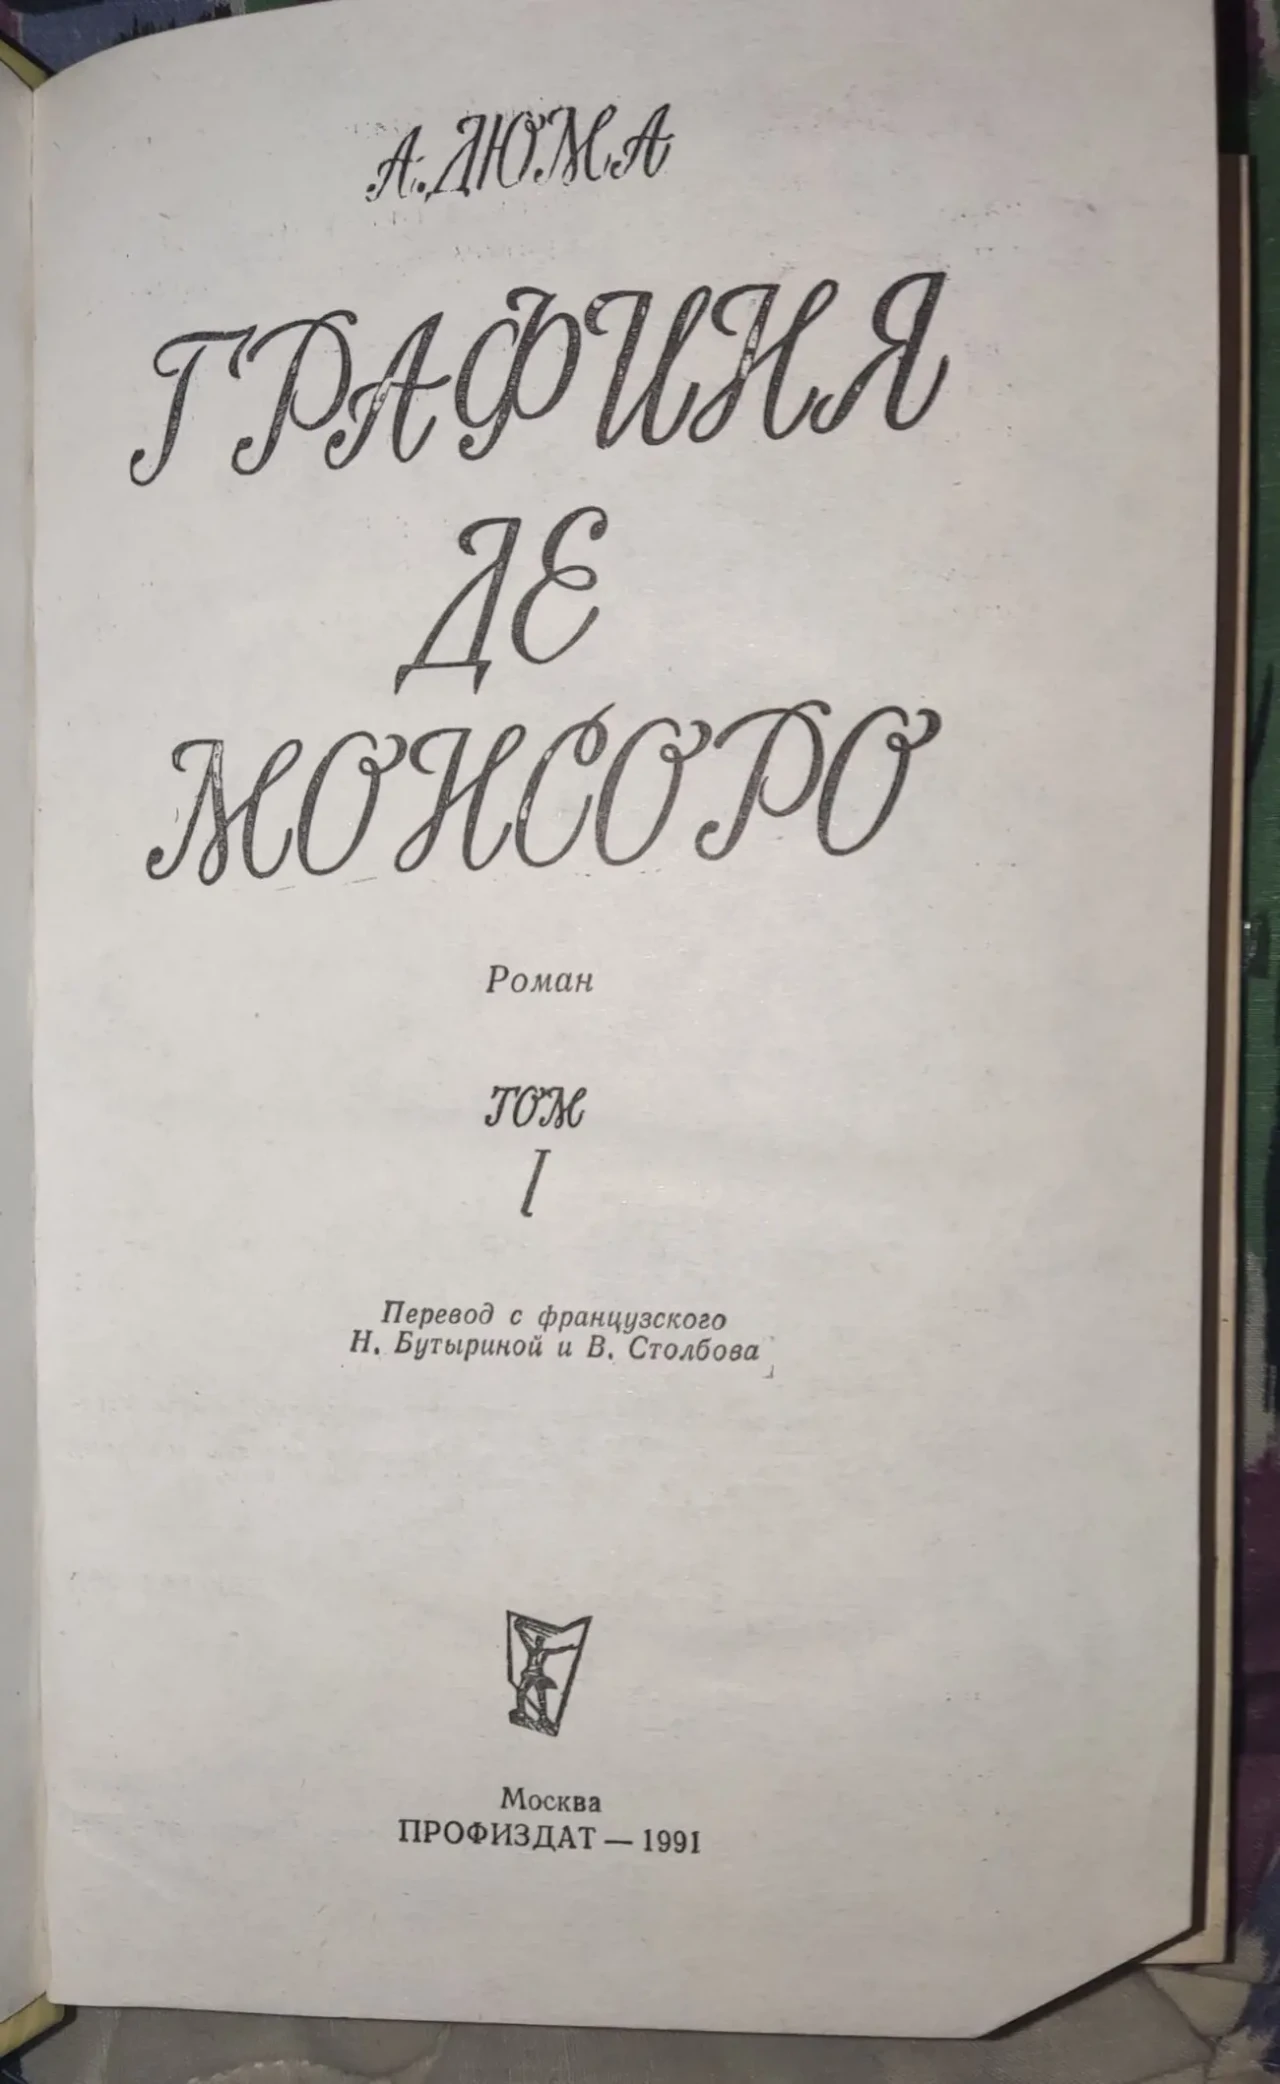 А. ДЮМА
ГРАФИНЯ
ДЕ
МОНСОРО
Роман
ТОМ
I
Перевод с французского
Н. Бутыриной и В. Столбова
Москва
ПРОФИЗДАТ — 1991